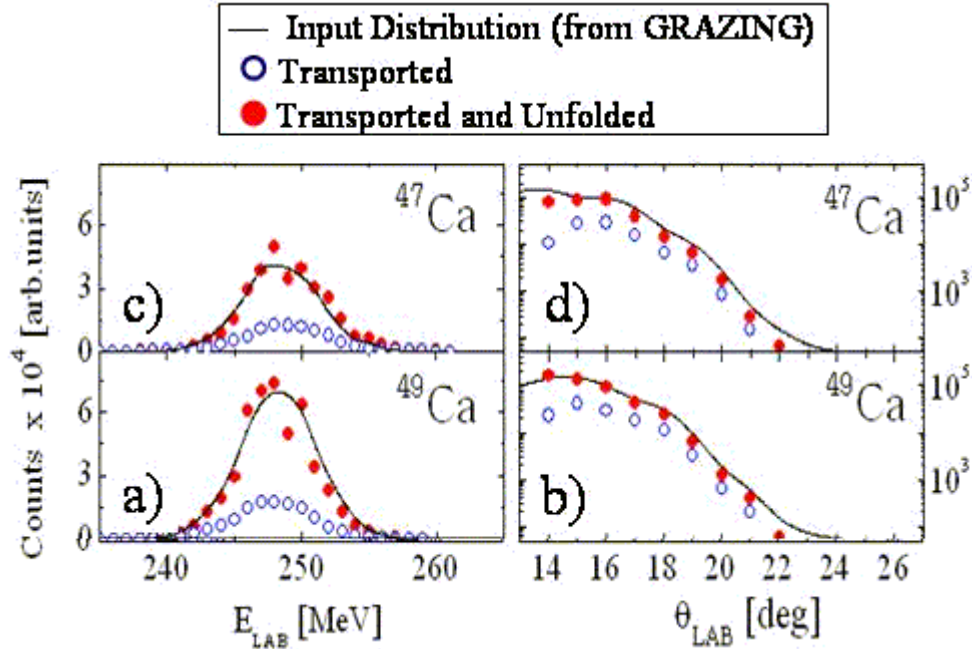 Input Distribution (from GRAZING)
Transported
Transported and Unfolded
Counts x 10⁴ [arb.units]
6
3
0
c)
⁴⁷Ca
d)
⁴⁷Ca
10⁵
10³
6
3
0
a)
⁴⁹Ca
b)
⁴⁹Ca
10⁵
10³
240 250 260
14 16 18 20 22 24 26
E_LAB [MeV]
θ_LAB [deg]